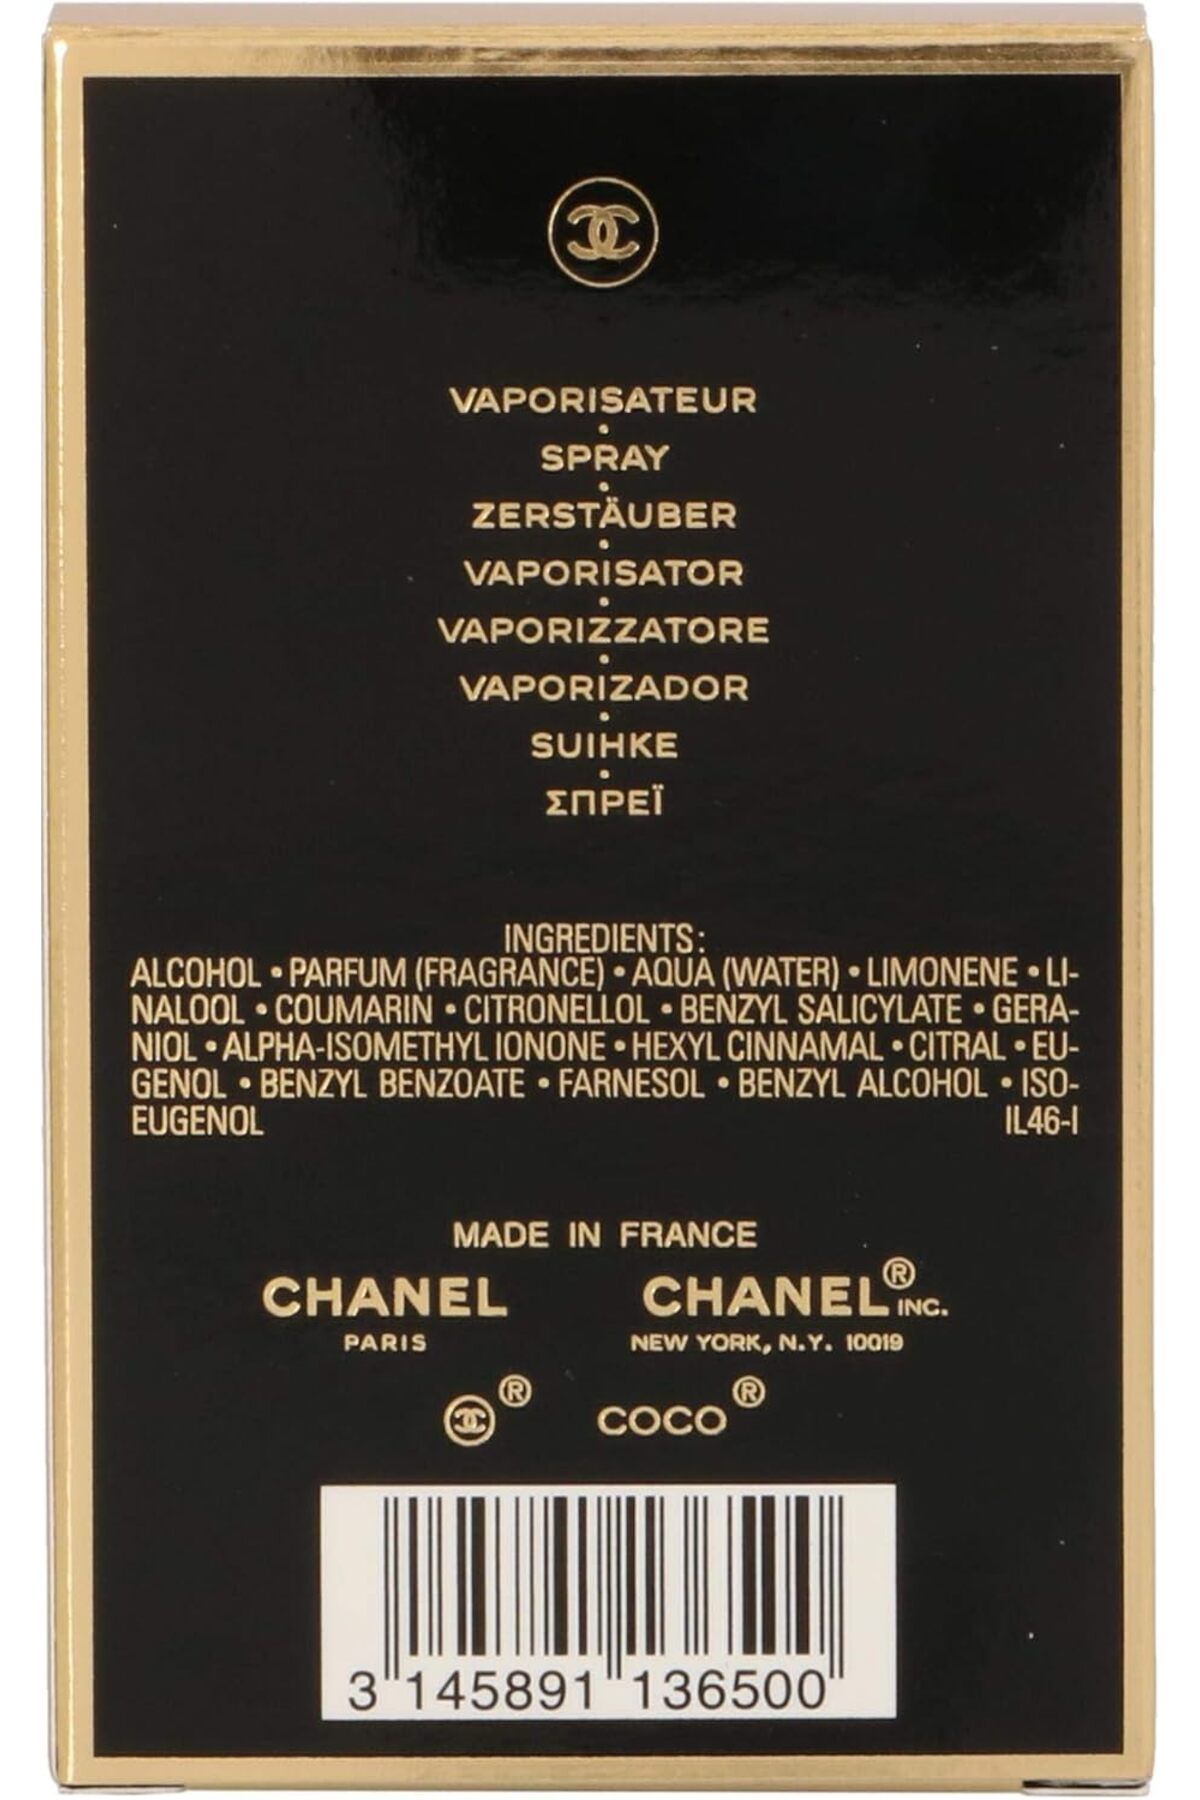 VAPORISATEUR
•
SPRAY
•
ZERSTÄUBER
•
VAPORISATOR
•
VAPORIZZATORE
•
VAPORIZADOR
•
SUIHKE
•
ΣΠΡΕΪ
INGREDIENTS:
ALCOHOL • PARFUM (FRAGRANCE) • AQUA (WATER) • LIMONENE • LI-
NALOOL • COUMARIN • CITRONELLOL • BENZYL SALICYLATE • GERA-
NIOL • ALPHA-ISOMETHYL IONONE • HEXYL CINNAMAL • CITRAL • EU-
GENOL • BENZYL BENZOATE • FARNESOL • BENZYL ALCOHOL • ISO-
EUGENOL IL46-I
MADE IN FRANCE
CHANEL CHANEL® INC.
PARIS NEW YORK, N.Y. 10019
® COCO®
3 145891 136500